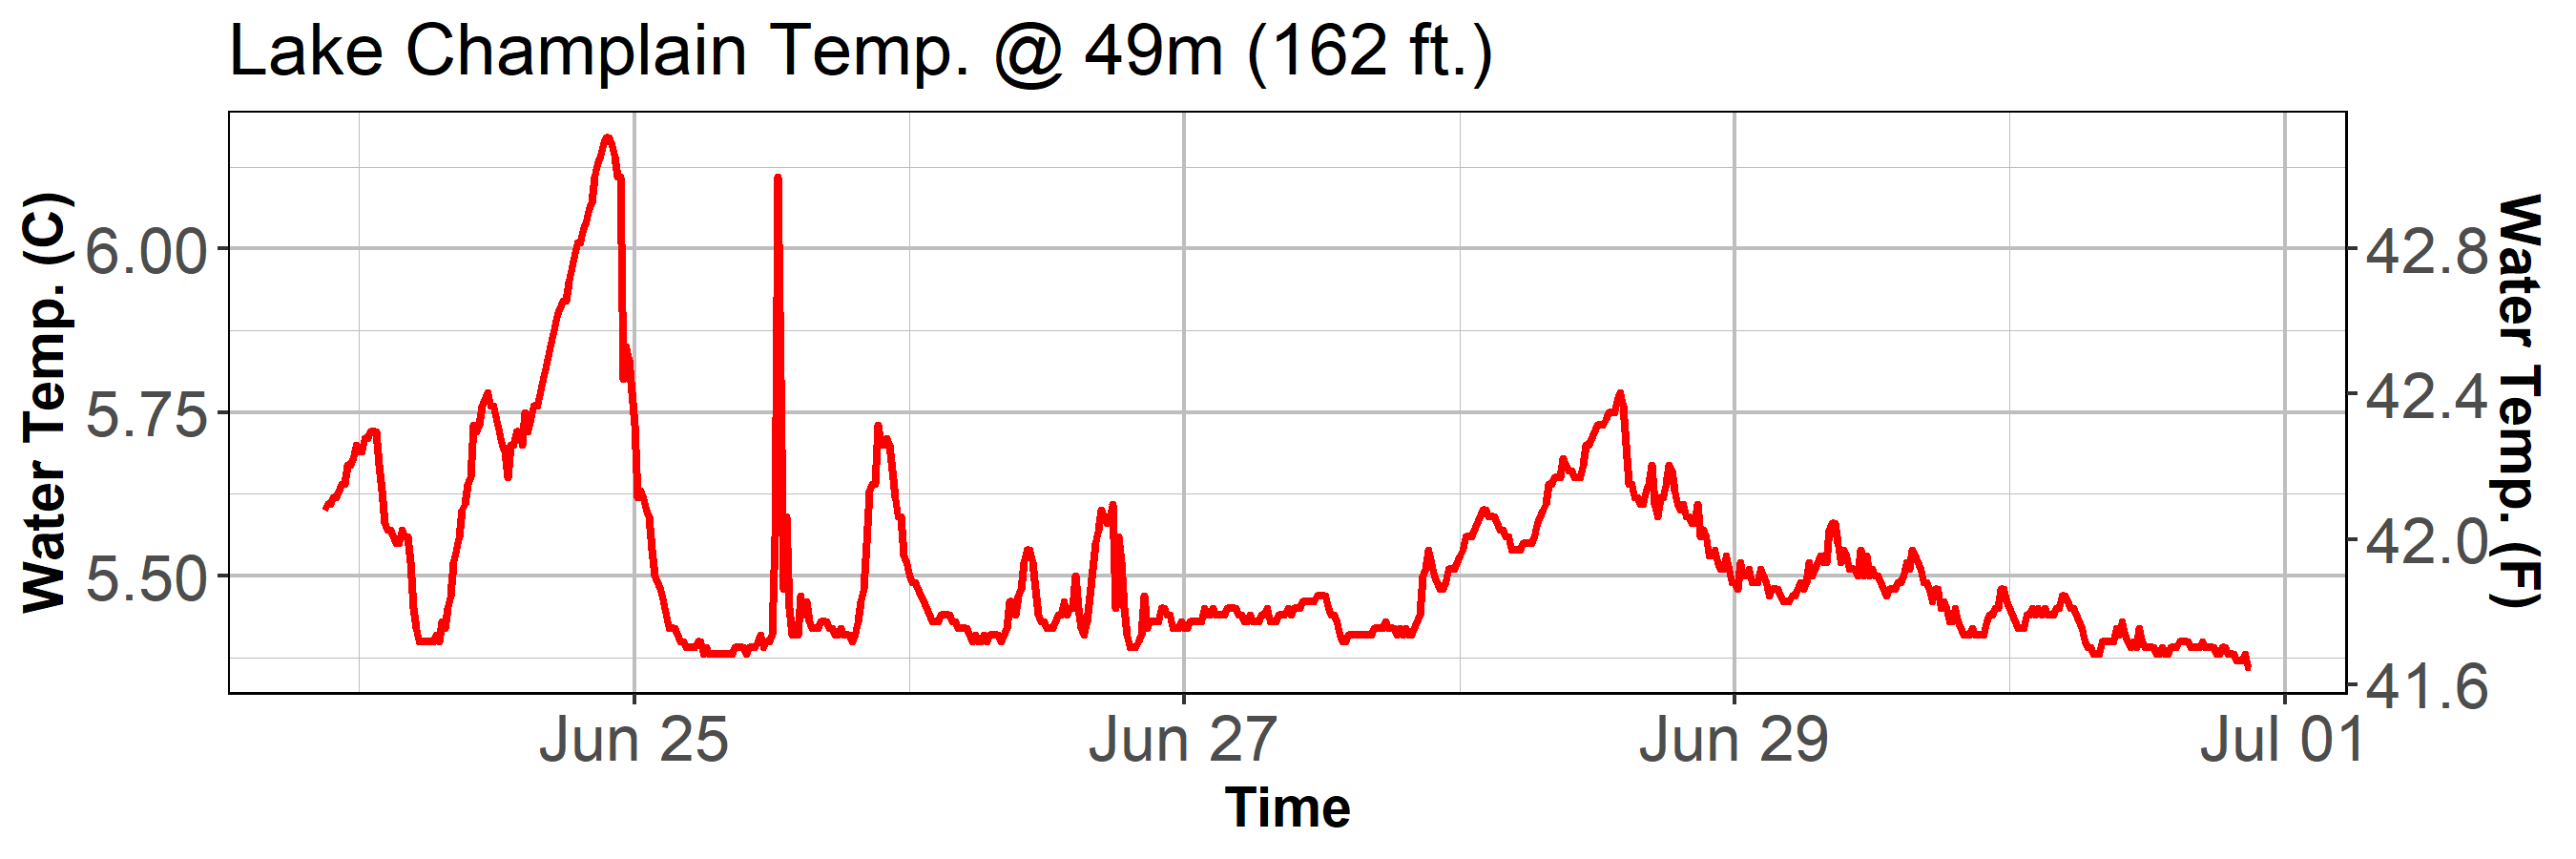 Lake Champlain Temp. @ 49m (162 ft.)
Water Temp. (C)
6.00
5.75
5.50
42.8
42.4
42.0
41.6
Water Temp. (F)
Jun 25
Jun 27
Jun 29
Jul 01
Time